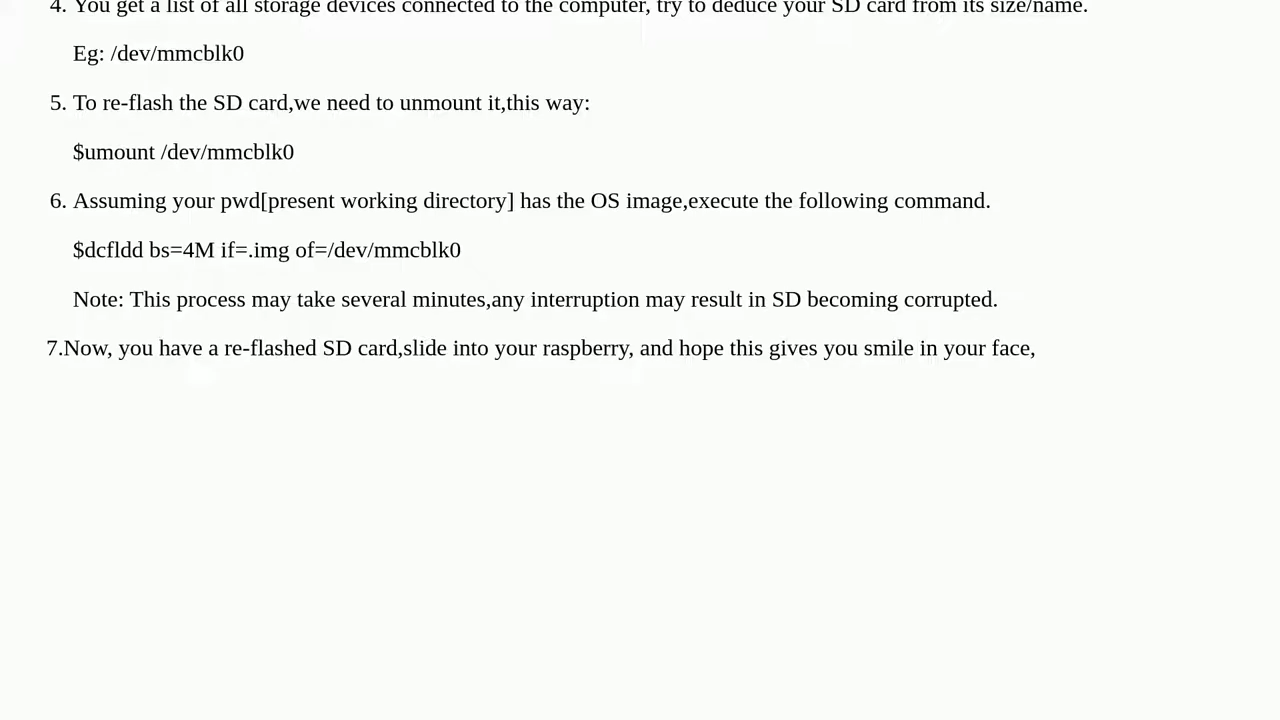 4. You get a list of all storage devices connected to the computer, try to deduce your SD card from its size/name.
Eg: /dev/mmcblk0
5. To re-flash the SD card,we need to unmount it,this way:
$umount /dev/mmcblk0
6. Assuming your pwd[present working directory] has the OS image,execute the following command.
$dcfldd bs=4M if=.img of=/dev/mmcblk0
Note: This process may take several minutes,any interruption may result in SD becoming corrupted.
7.Now, you have a re-flashed SD card,slide into your raspberry, and hope this gives you smile in your face,